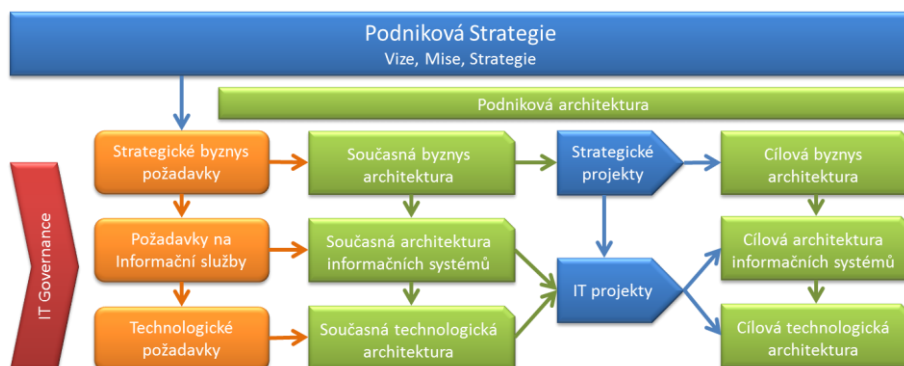 Podniková Strategie
Vize, Mise, Strategie
Podniková architektura
Strategické byznys
požadavky
Současná byznys
architektura
Strategické
projekty
Cílová byznys
architektura
IT Governance
Požadavky na
Informační služby
Současná architektura
informačních systémů
IT projekty
Cílová architektura
informačních systémů
Technologické
požadavky
Současná technologická
architektura
Cílová technologická
architektura